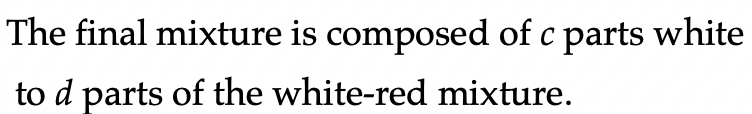 The final mixture is composed of c parts white
to d parts of the white-red mixture.